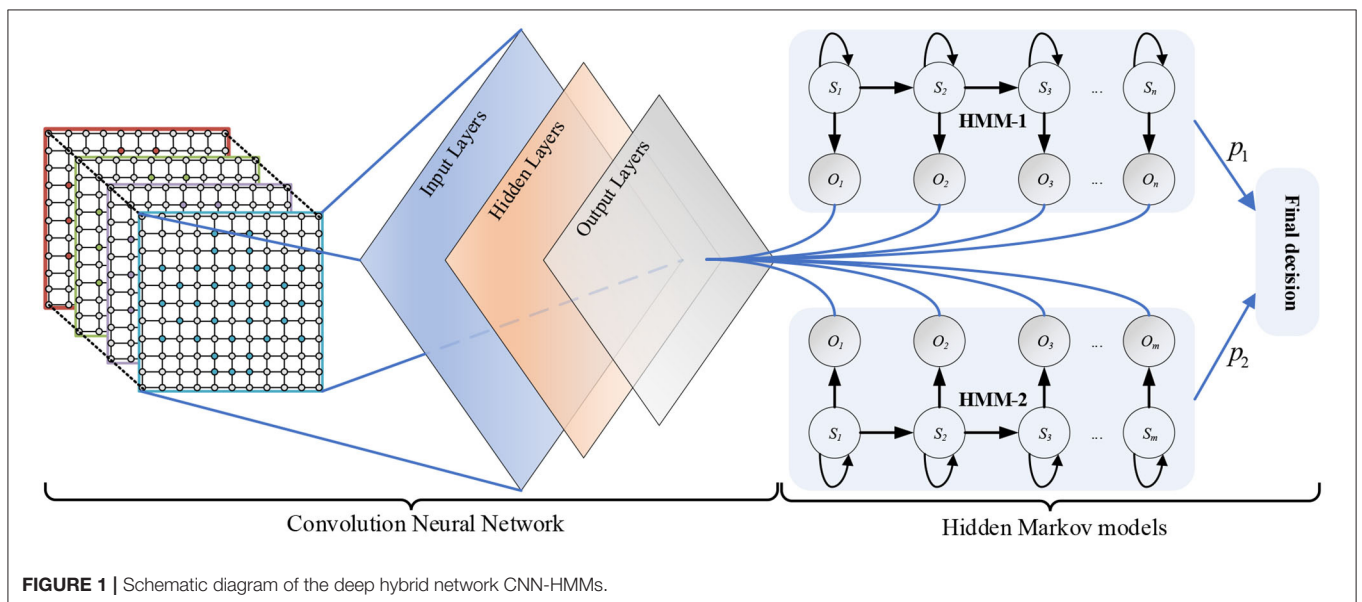 Input Layers
Hidden Layers
Output Layers
S1 S2 S3 ... Sn
HMM-1
O1 O2 O3 ... On
p1
Final decision
O1 O2 O3 ... Om
p2
HMM-2
S1 S2 S3 ... Sm
Convolution Neural Network
Hidden Markov models
FIGURE 1 | Schematic diagram of the deep hybrid network CNN-HMMs.